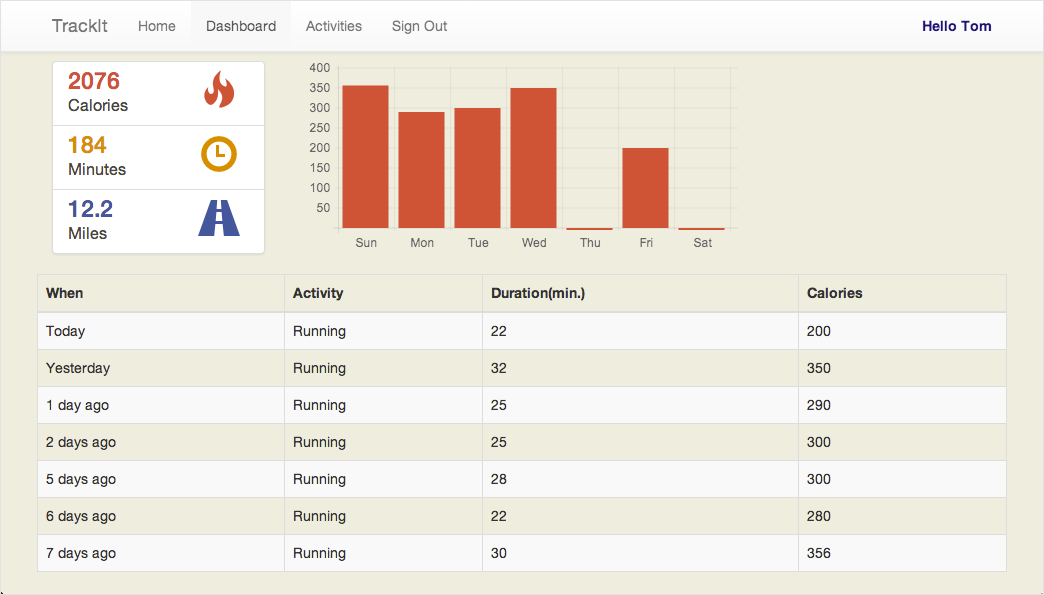 TrackIt Home Dashboard Activities Sign Out Hello Tom
2076
Calories
184
Minutes
12.2
Miles
400
350
300
250
200
150
100
50
Sun Mon Tue Wed Thu Fri Sat
When Activity Duration(min.) Calories
Today Running 22 200
Yesterday Running 32 350
1 day ago Running 25 290
2 days ago Running 25 300
5 days ago Running 28 300
6 days ago Running 22 280
7 days ago Running 30 356